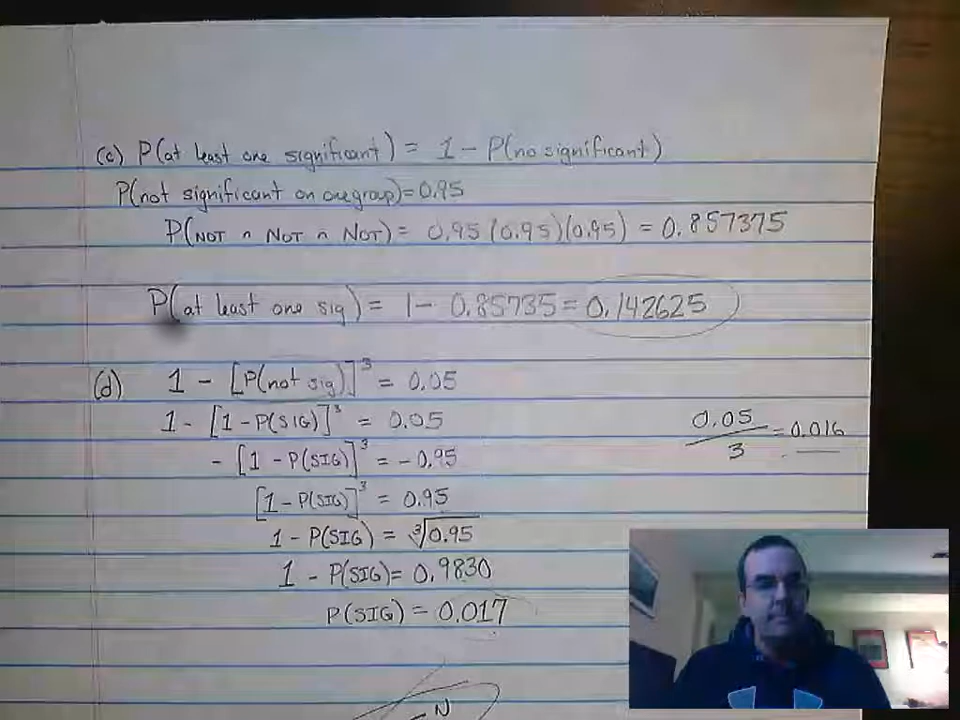 (c) P(at least one significant) = 1 - P(no significant)
P(not significant on one group) = 0.95
P(NOT ∩ NOT ∩ NOT) = 0.95 (0.95)(0.95) = 0.857375
P(at least one sig) = 1 - 0.85735 = 0.142625
(d) 1 - [P(not sig)]³ = 0.05
1 - [1 - P(SIG)]³ = 0.05
- [1 - P(SIG)]³ = - 0.95
[1 - P(SIG)]³ = 0.95
1 - P(SIG) = ∛0.95
1 - P(SIG) = 0.9830
P(SIG) = 0.017
0.05
3 = 0.016
N